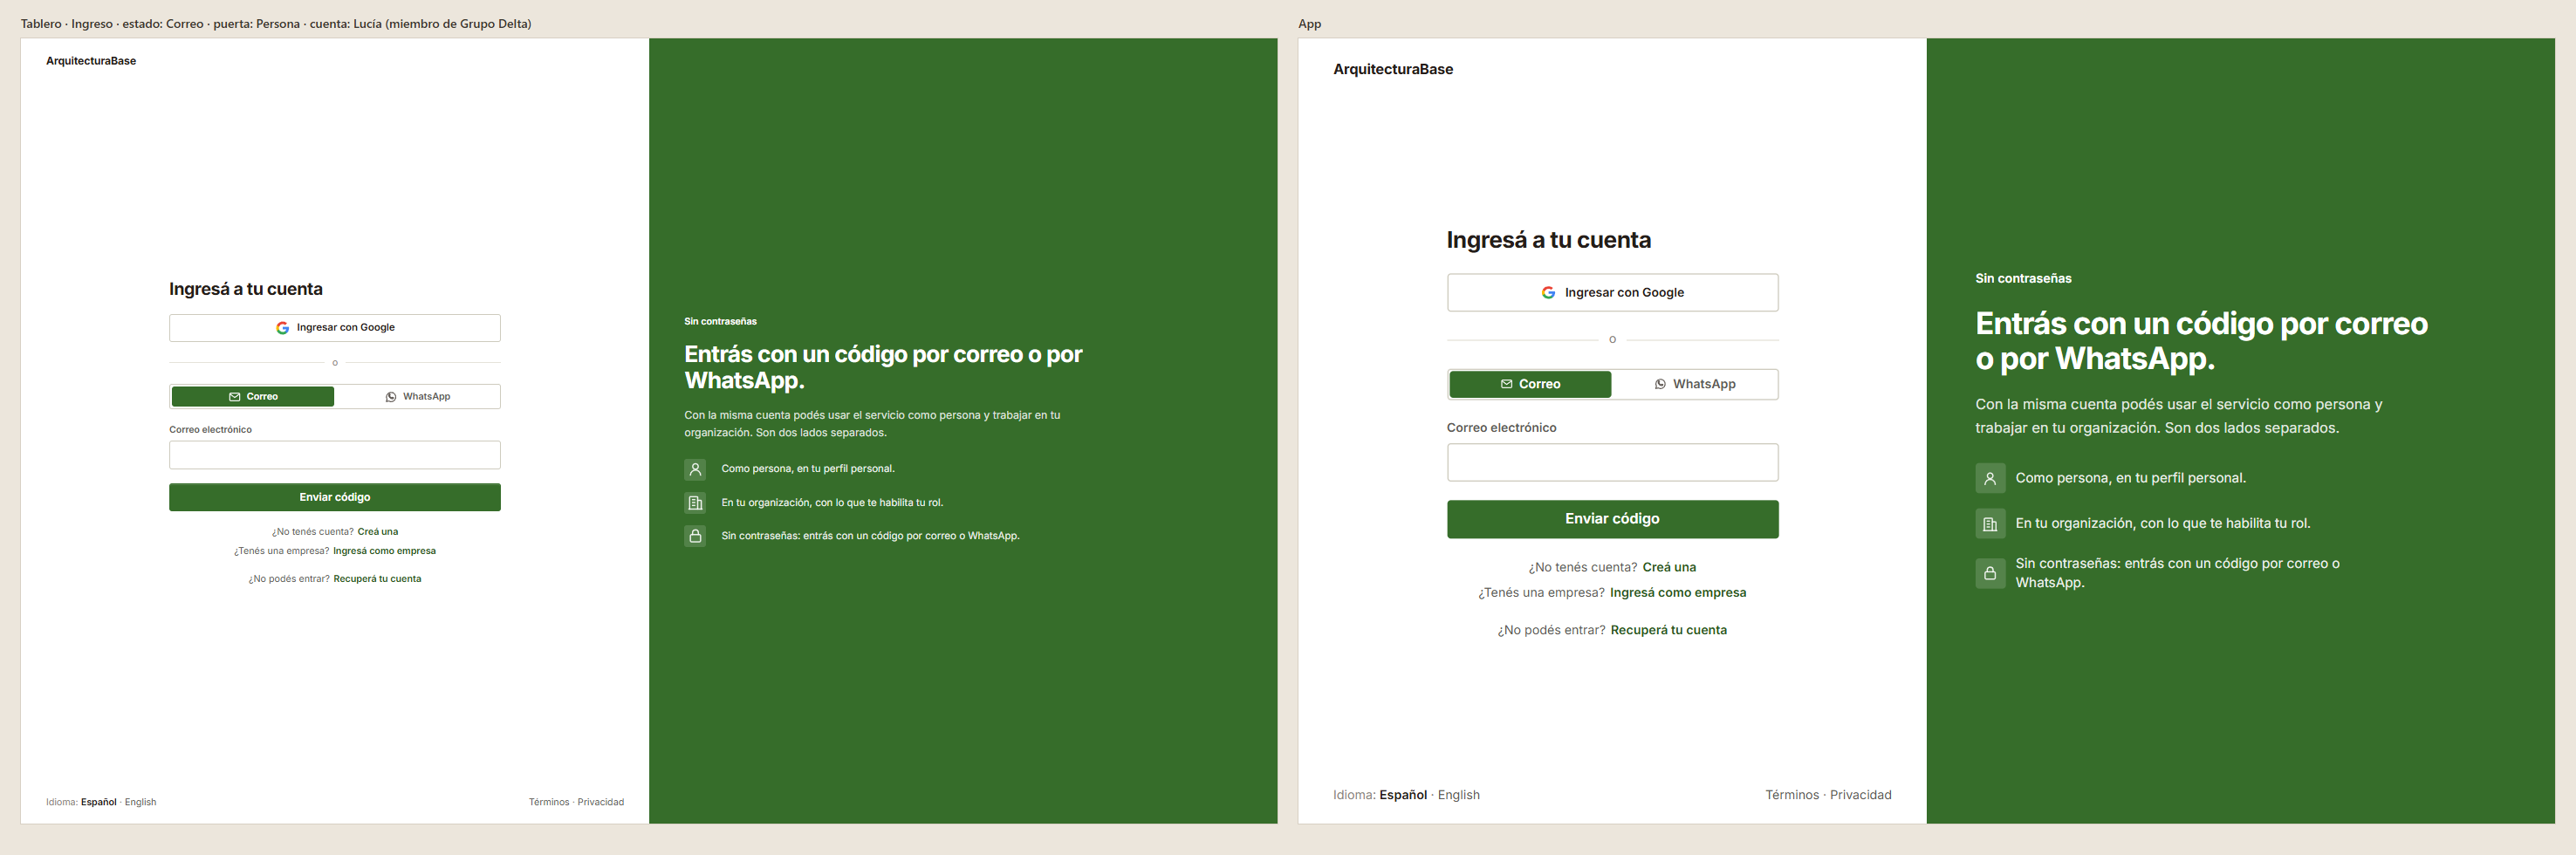 Tablero · Ingreso · estado: Correo · puerta: Persona · cuenta: Lucía (miembro de Grupo Delta)
ArquitecturaBase
Ingresá a tu cuenta
Ingresar con Google
o
Correo
WhatsApp
Correo electrónico
Enviar código
¿No tenés cuenta? Creá una
¿Tenés una empresa? Ingresá como empresa
¿No podés entrar? Recuperá tu cuenta
Idioma: Español · English
Términos · Privacidad
Sin contraseñas
Entrás con un código por correo o por
WhatsApp.
Con la misma cuenta podés usar el servicio como persona y trabajar en tu
organización. Son dos lados separados.
Como persona, en tu perfil personal.
En tu organización, con lo que te habilita tu rol.
Sin contraseñas: entrás con un código por correo o WhatsApp.
App
ArquitecturaBase
Ingresá a tu cuenta
Ingresar con Google
o
Correo
WhatsApp
Correo electrónico
Enviar código
¿No tenés cuenta? Creá una
¿Tenés una empresa? Ingresá como empresa
¿No podés entrar? Recuperá tu cuenta
Idioma: Español · English
Términos · Privacidad
Sin contraseñas
Entrás con un código por correo
o por WhatsApp.
Con la misma cuenta podés usar el servicio como persona y
trabajar en tu organización. Son dos lados separados.
Como persona, en tu perfil personal.
En tu organización, con lo que te habilita tu rol.
Sin contraseñas: entrás con un código por correo o
WhatsApp.